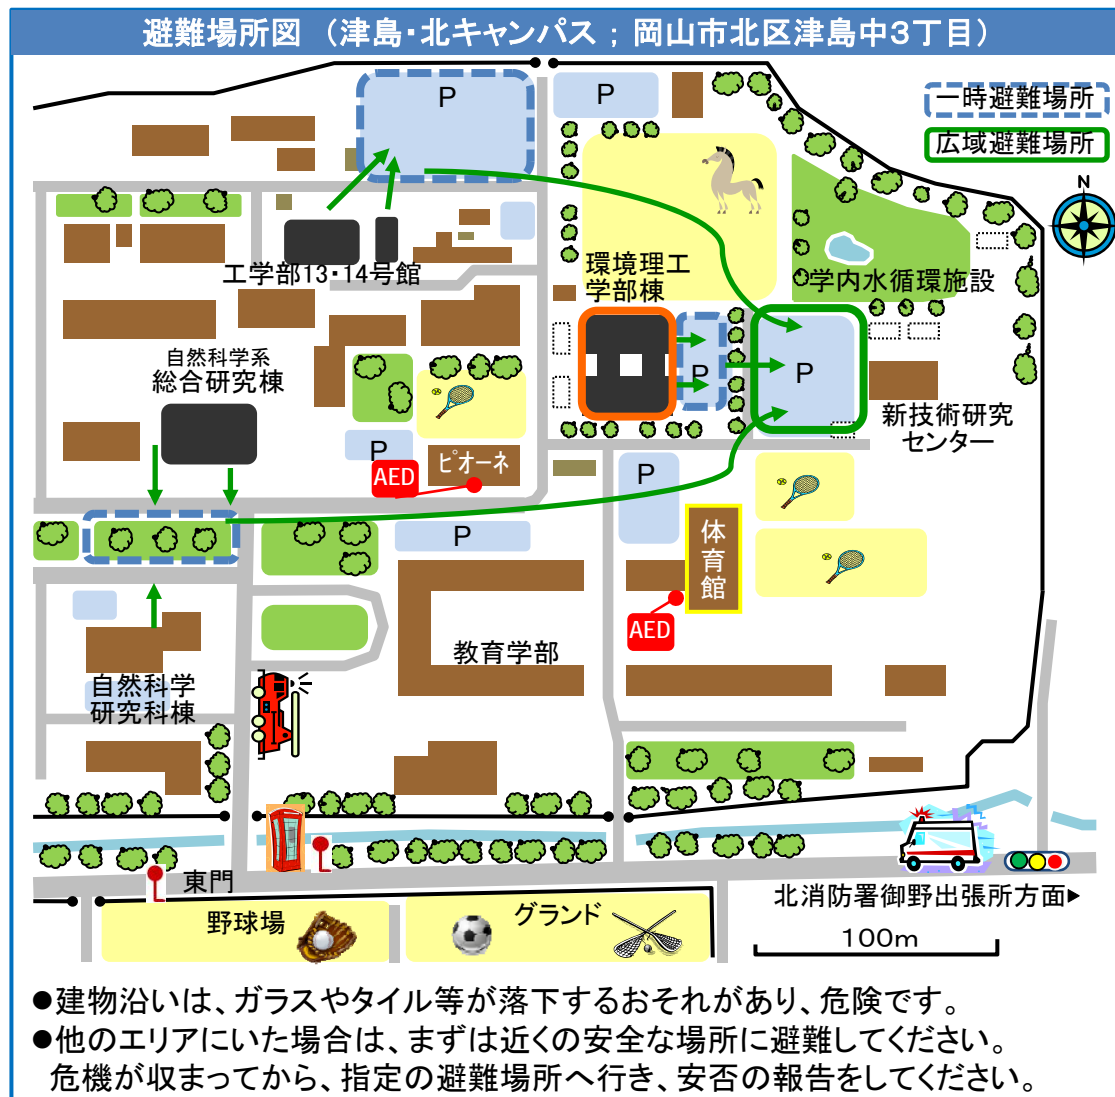 避難場所図 （津島・北キャンパス ; 岡山市北区津島中3丁目）
P
P
一時避難場所
広域避難場所
N
工学部13・14号館
環境理工
学部棟
学内水循環施設
自然科学系
総合研究棟
P
P
新技術研究
センター
P
AED
ピオーネ
P
P
体育館
AED
教育学部
自然科学
研究科棟
東門
北消防署御野出張所方面▶
野球場
グランド
100m
●建物沿いは、ガラスやタイル等が落下するおそれがあり、危険です。
●他のエリアにいた場合は、まずは近くの安全な場所に避難してください。
危機が収まってから、指定の避難場所へ行き、安否の報告をしてください。